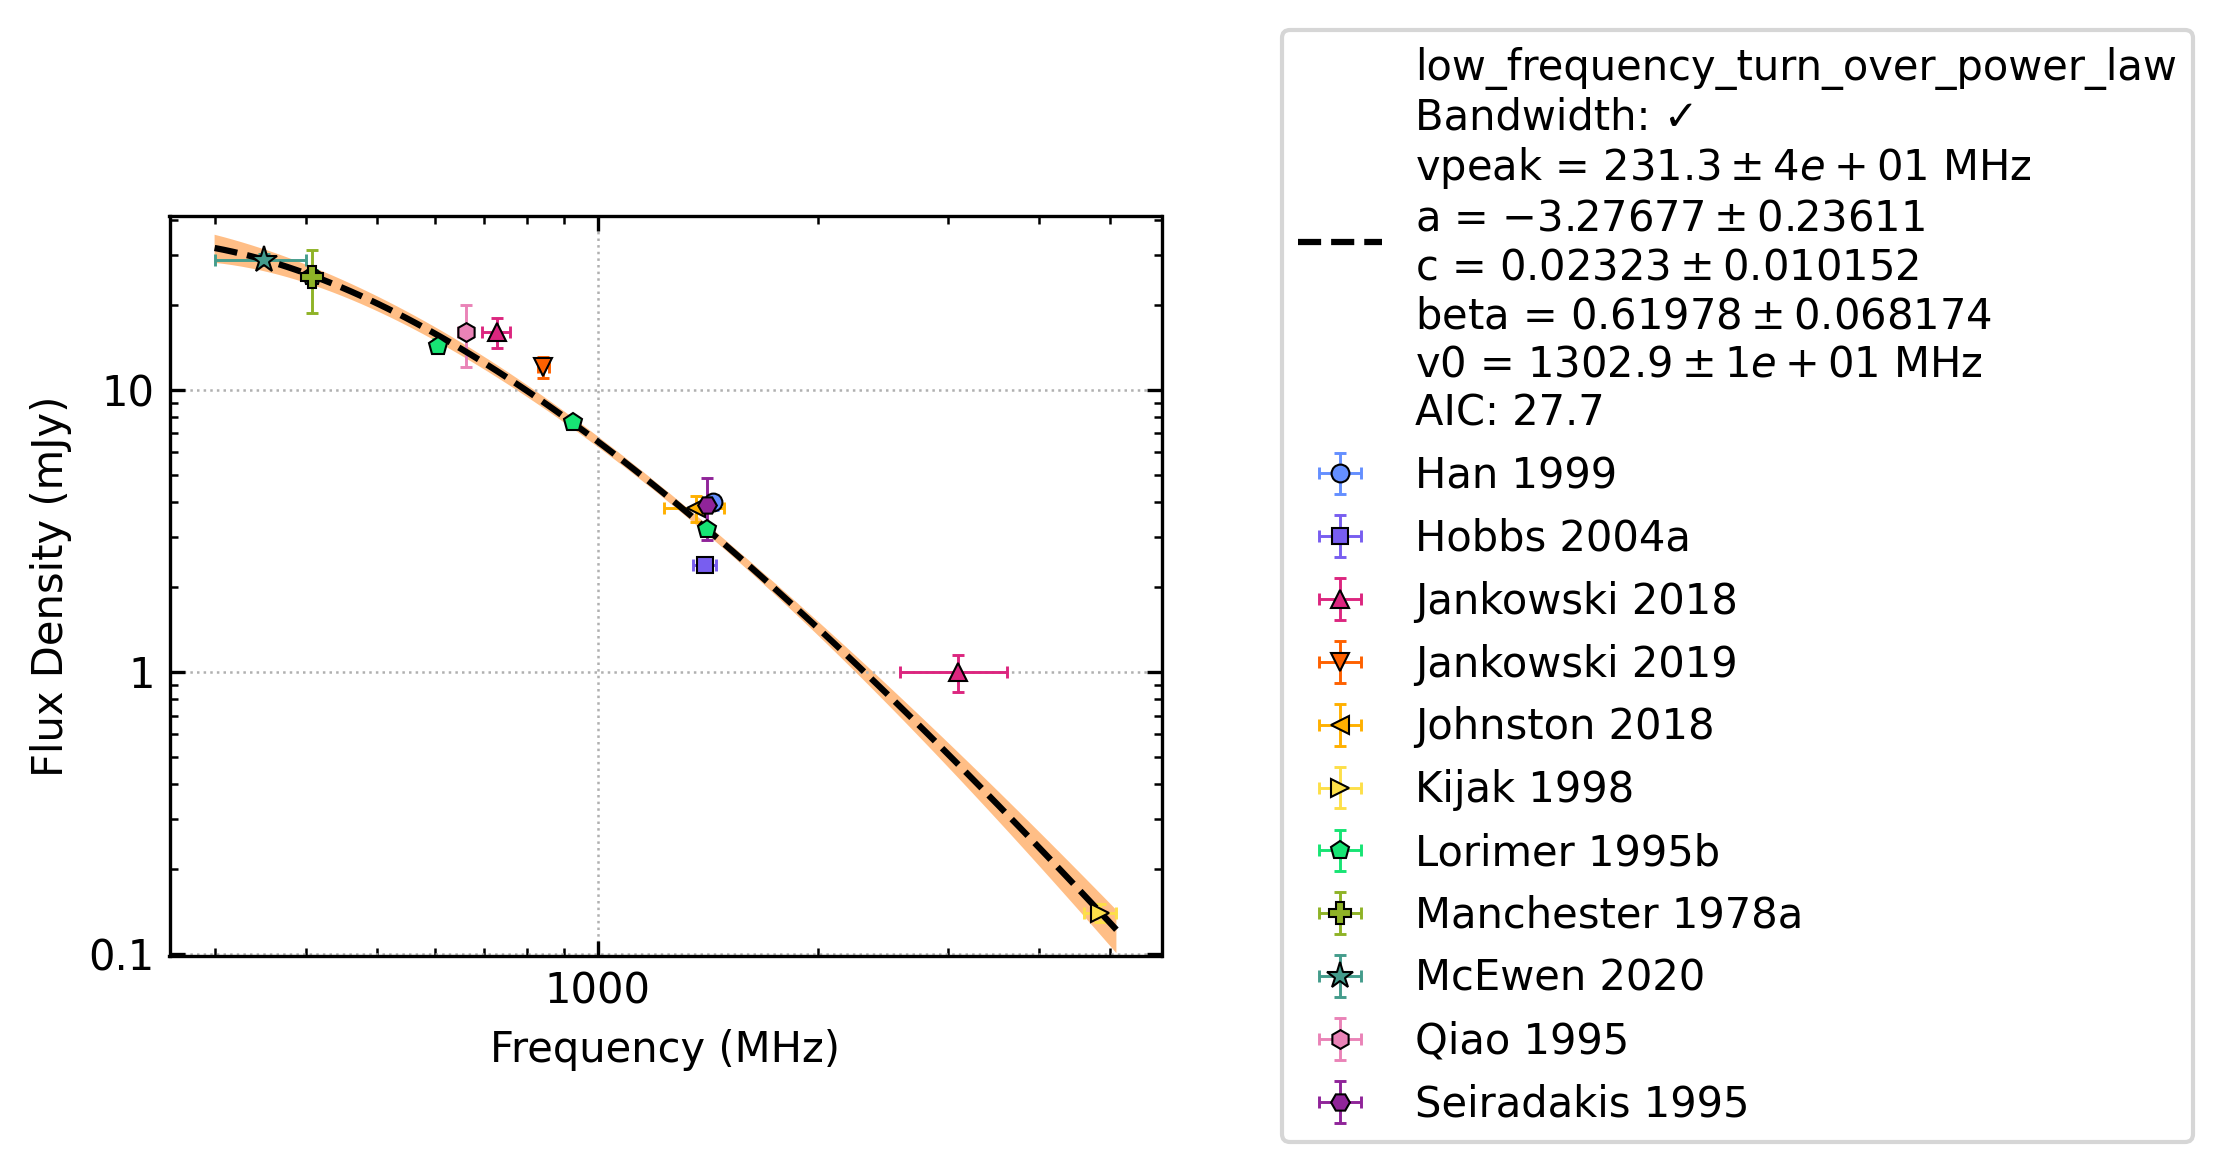 low_frequency_turn_over_power_law
Bandwidth: ✓
vpeak = 231.3 ± 4e + 01 MHz
a = −3.27677 ± 0.23611
c = 0.02323 ± 0.010152
beta = 0.61978 ± 0.068174
v0 = 1302.9 ± 1e + 01 MHz
AIC: 27.7
Han 1999
Hobbs 2004a
Jankowski 2018
Jankowski 2019
Johnston 2018
Kijak 1998
Lorimer 1995b
Manchester 1978a
McEwen 2020
Qiao 1995
Seiradakis 1995
Flux Density (mJy)
10
1
0.1
1000
Frequency (MHz)